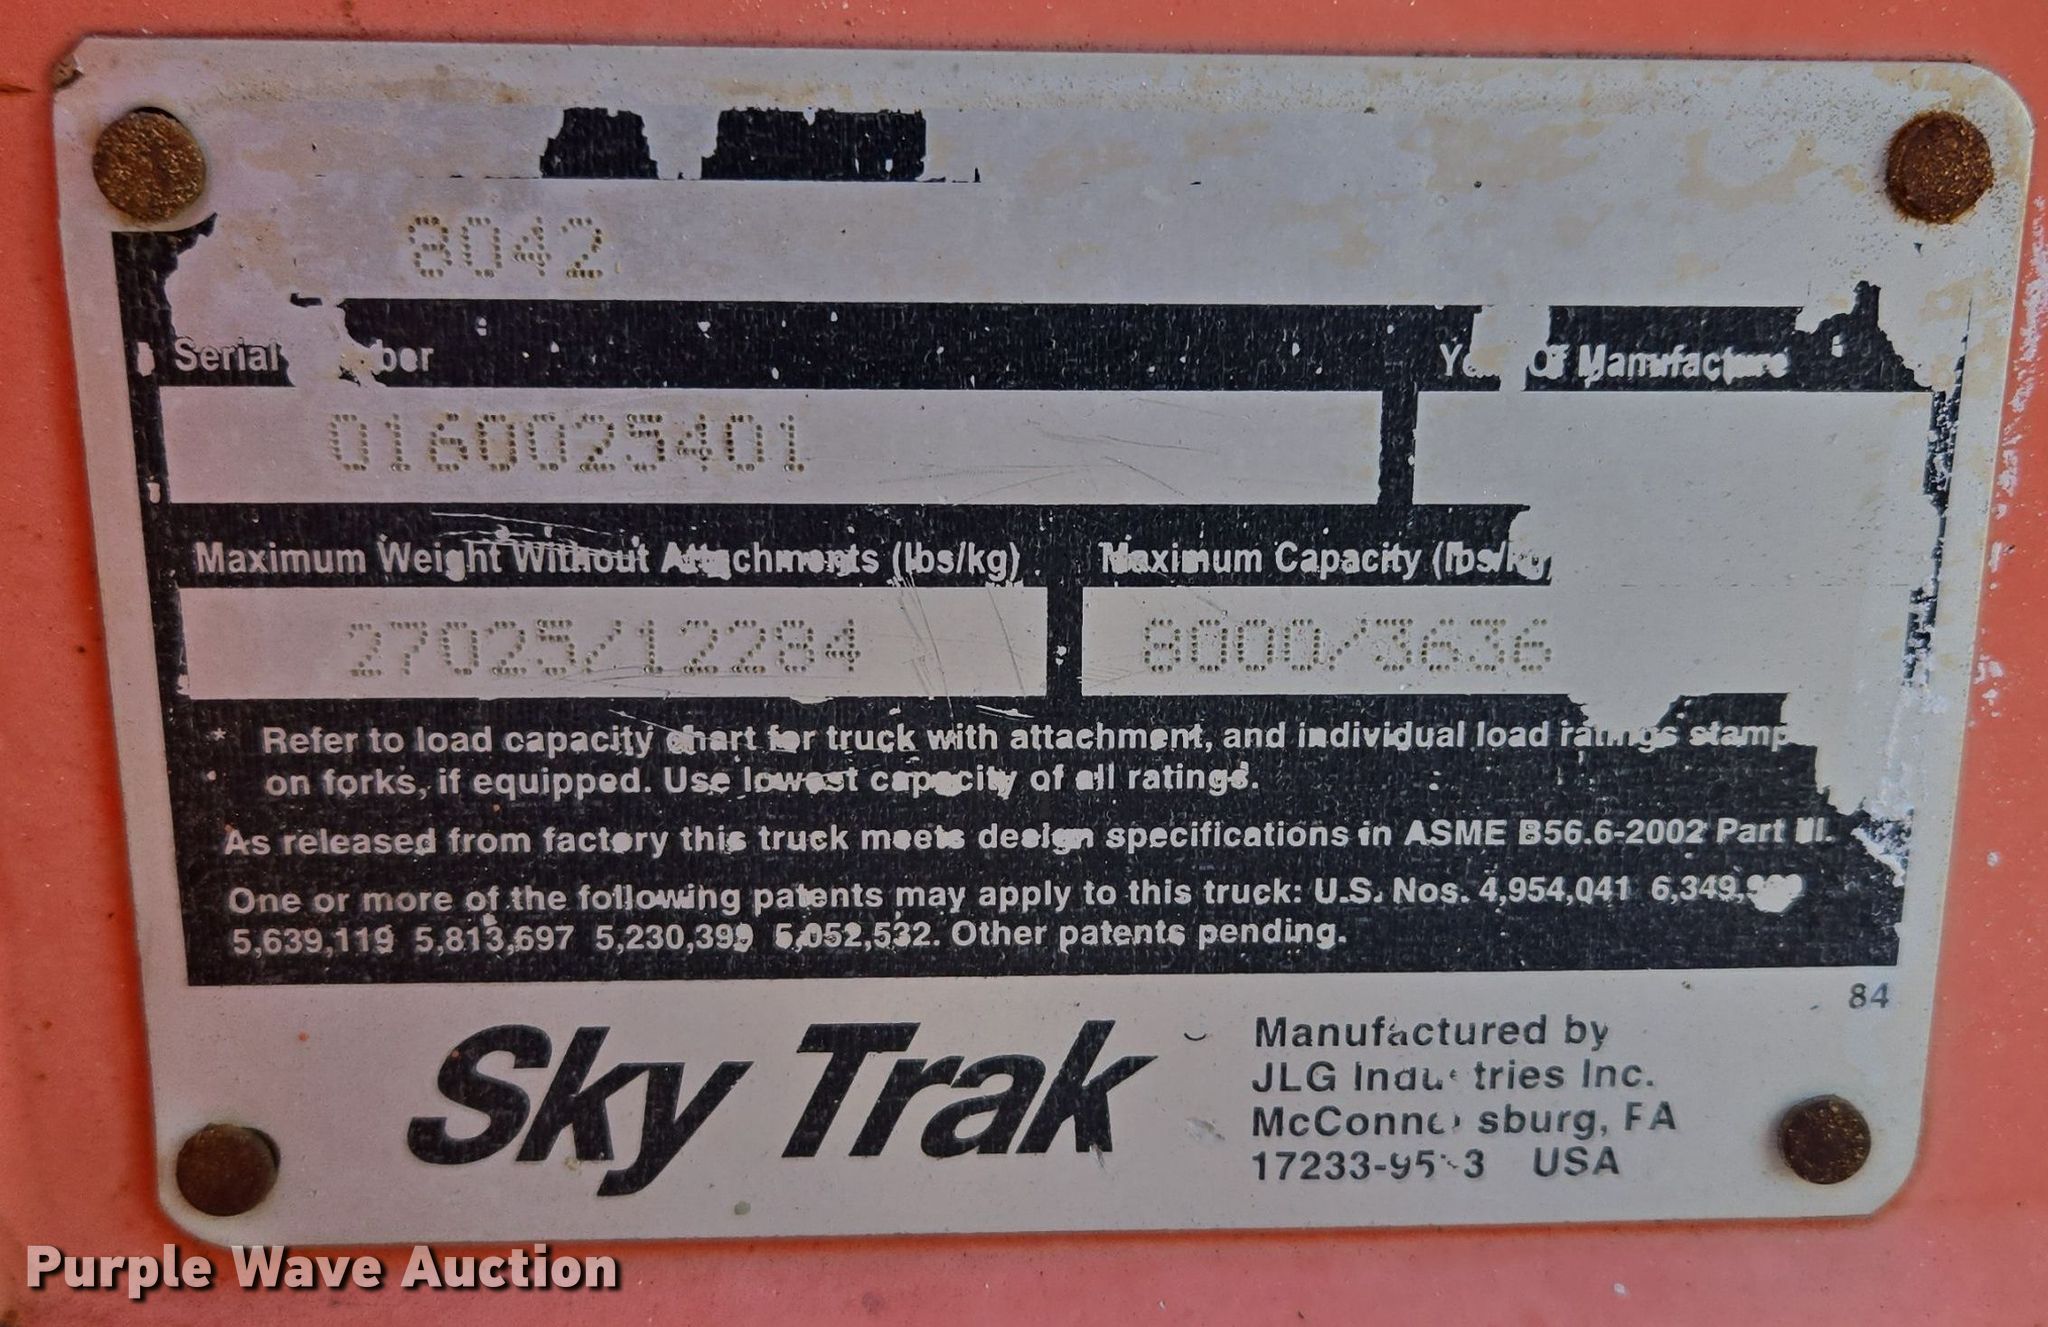 8042
Serial
Of Manufacture
0160025401
Maximum Weight Without Attachments (lbs/kg) Maximum Capacity (lbs/kg)
27025/12284 8000/3636
* Refer to load capacity chart for truck with attachment, and individual load ratings stamp
on forks, if equipped. Use lowest capacity of all ratings.
As released from factory this truck meets design specifications in ASME B56.6-2002 Part III.
One or more of the following patents may apply to this truck: U.S. Nos. 4,954,041
5,639,119 5,813,697 5,230,399 5,052,532. Other patents pending.
84
Sky Trak
Manufactured by
JLG Industries Inc.
McConnellsburg, PA
USA
Purple Wave Auction